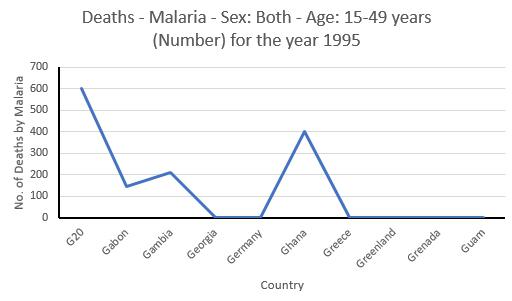 Deaths - Malaria - Sex: Both - Age: 15-49 years
(Number) for the year 1995
No. of Deaths by Malaria
700
600
500
400
300
200
100
0
G20
Gabon
Gambia
Georgia
Germany
Ghana
Greece
Greenland
Grenada
Guam
Country